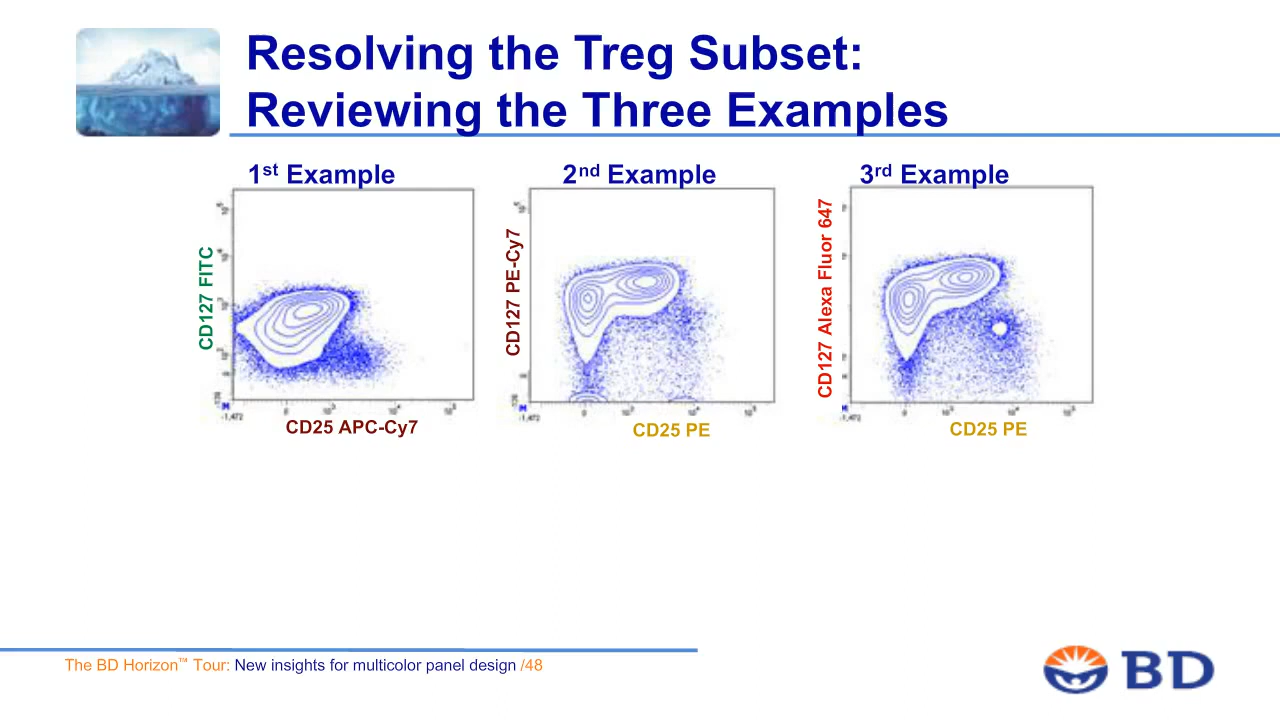 Resolving the Treg Subset:
Reviewing the Three Examples
1st Example
2nd Example
3rd Example
CD127 FITC
CD25 APC-Cy7
CD127 PE-Cy7
CD25 PE
CD127 Alexa Fluor 647
CD25 PE
The BD Horizon™ Tour: New insights for multicolor panel design /48
BD